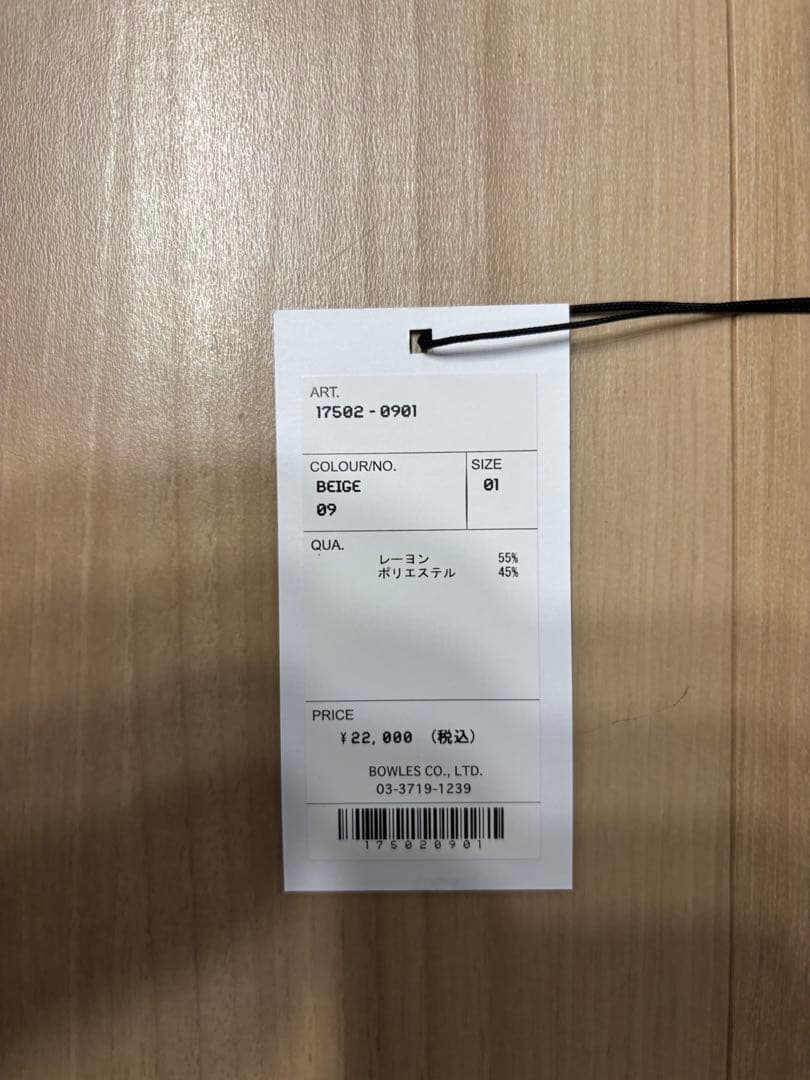 ART.
17502-0901
COLOUR/NO.
BEIGE
09
SIZE
01
QUA.
レーヨン 55%
ポリエステル 45%
PRICE
¥22,000 (税込)
BOWLES CO., LTD.
03-3719-1239
175020901